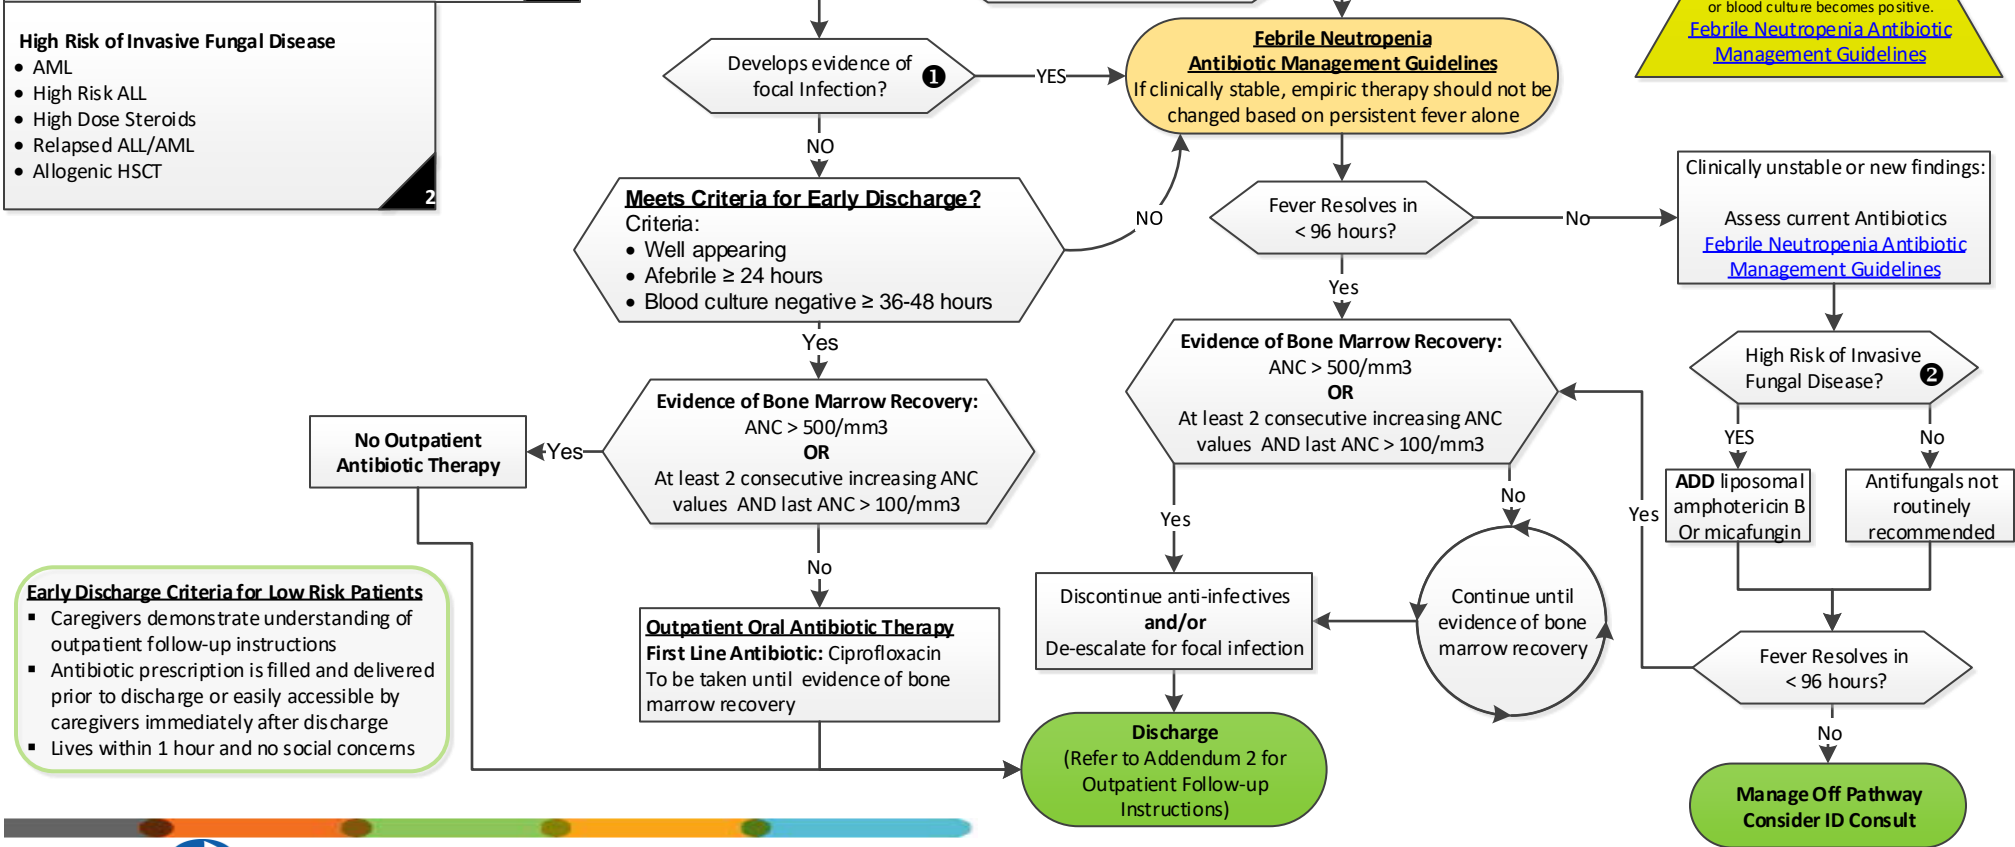 High Risk of Invasive Fungal Disease
• AML
• High Risk ALL
• High Dose Steroids
• Relapsed ALL/AML
• Allogenic HSCT
2
Develops evidence of
focal Infection?
❶
YES
NO
Febrile Neutropenia
Antibiotic Management Guidelines
If clinically stable, empiric therapy should not be
changed based on persistent fever alone
or blood culture becomes positive.
Febrile Neutropenia Antibiotic
Management Guidelines
Meets Criteria for Early Discharge?
Criteria:
• Well appearing
• Afebrile ≥ 24 hours
• Blood culture negative ≥ 36-48 hours
NO
Yes
Fever Resolves in
< 96 hours?
No
Yes
Clinically unstable or new findings:
Assess current Antibiotics
Febrile Neutropenia Antibiotic
Management Guidelines
Evidence of Bone Marrow Recovery:
ANC > 500/mm3
OR
At least 2 consecutive increasing ANC
values AND last ANC > 100/mm3
Yes
No
No Outpatient
Antibiotic Therapy
Evidence of Bone Marrow Recovery:
ANC > 500/mm3
OR
At least 2 consecutive increasing ANC
values AND last ANC > 100/mm3
Yes
No
High Risk of Invasive
Fungal Disease?
❷
YES
No
ADD liposomal
amphotericin B
Or micafungin
Antifungals not
routinely
recommended
Yes
Early Discharge Criteria for Low Risk Patients
▪ Caregivers demonstrate understanding of
outpatient follow-up instructions
▪ Antibiotic prescription is filled and delivered
prior to discharge or easily accessible by
caregivers immediately after discharge
▪ Lives within 1 hour and no social concerns
Outpatient Oral Antibiotic Therapy
First Line Antibiotic: Ciprofloxacin
To be taken until evidence of bone
marrow recovery
Discontinue anti-infectives
and/or
De-escalate for focal infection
Continue until
evidence of bone
marrow recovery
Fever Resolves in
< 96 hours?
No
Discharge
(Refer to Addendum 2 for
Outpatient Follow-up
Instructions)
Manage Off Pathway
Consider ID Consult